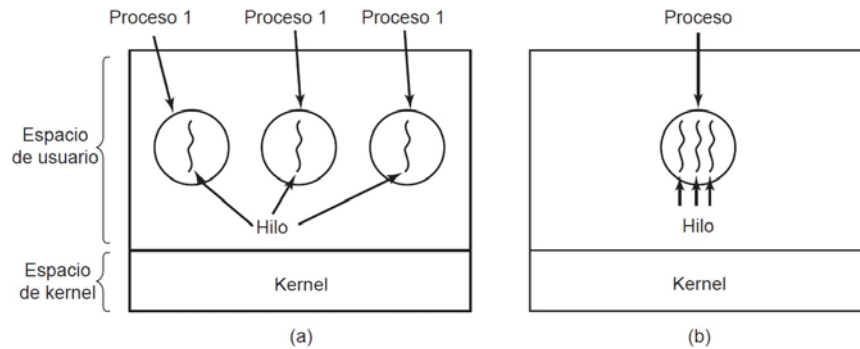 Proceso 1 Proceso 1 Proceso 1
Proceso
Espacio
de usuario
Hilo
Hilo
Espacio
de kernel
Kernel
Kernel
(a)
(b)